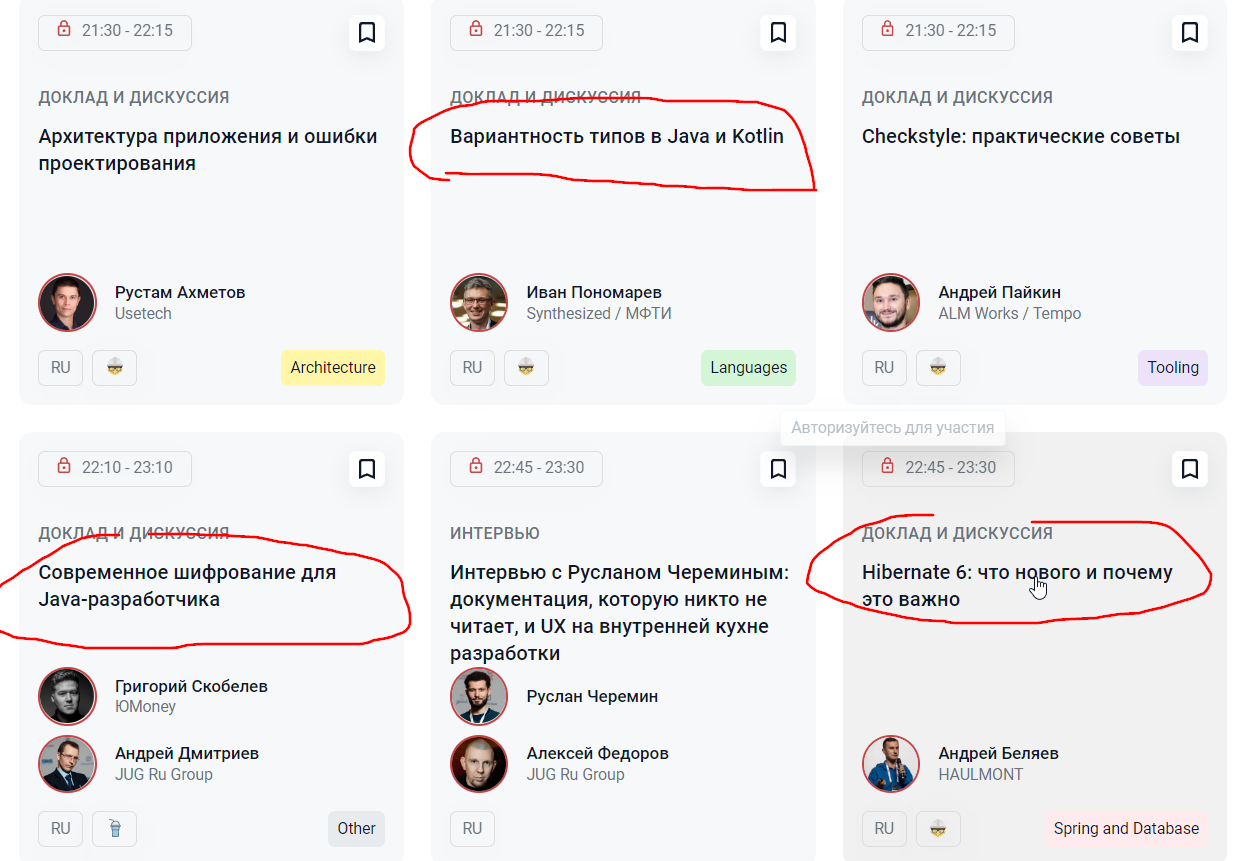 21:30 - 22:15
ДОКЛАД И ДИСКУССИЯ
Архитектура приложения и ошибки
проектирования
Рустам Ахметов
Usetech
RU
Architecture
21:30 - 22:15
ДОКЛАД И ДИСКУССИЯ
Вариантность типов в Java и Kotlin
Иван Пономарев
Synthesized / МФТИ
RU
Languages
21:30 - 22:15
ДОКЛАД И ДИСКУССИЯ
Checkstyle: практические советы
Андрей Пайкин
ALM Works / Tempo
RU
Tooling
Авторизуйтесь для участия
22:10 - 23:10
ДОКЛАД И ДИСКУССИЯ
Современное шифрование для
Java-разработчика
Григорий Скобелев
ЮMoney
Андрей Дмитриев
JUG Ru Group
RU
Other
22:45 - 23:30
ИНТЕРВЬЮ
Интервью с Русланом Череминым:
документация, которую никто не
читает, и UX на внутренней кухне
разработки
Руслан Черемин
Алексей Федоров
JUG Ru Group
RU
22:45 - 23:30
ДОКЛАД И ДИСКУССИЯ
Hibernate 6: что нового и почему
это важно
Андрей Беляев
HAULMONT
RU
Spring and Database